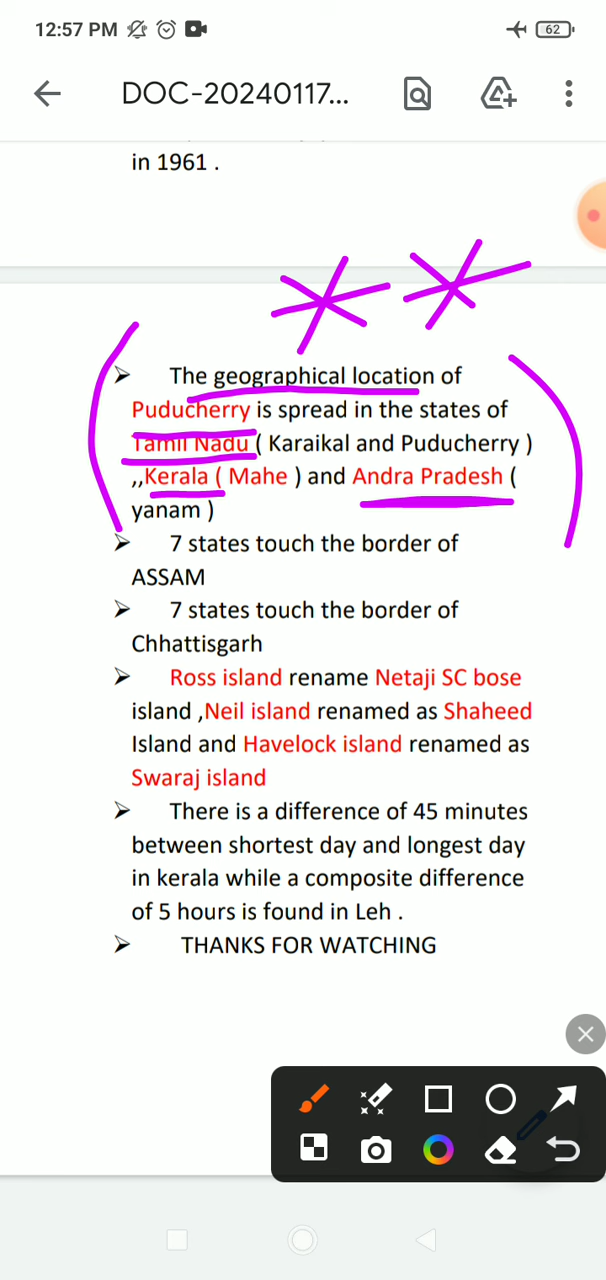 12:57 PM
62
DOC-20240117...
in 1961 .
➢ The geographical location of
Puducherry is spread in the states of
Tamil Nadu ( Karaikal and Puducherry )
,,Kerala ( Mahe ) and Andra Pradesh (
yanam )
➢ 7 states touch the border of
ASSAM
➢ 7 states touch the border of
Chhattisgarh
➢ Ross island rename Netaji SC bose
island ,Neil island renamed as Shaheed
Island and Havelock island renamed as
Swaraj island
➢ There is a difference of 45 minutes
between shortest day and longest day
in kerala while a composite difference
of 5 hours is found in Leh .
➢ THANKS FOR WATCHING